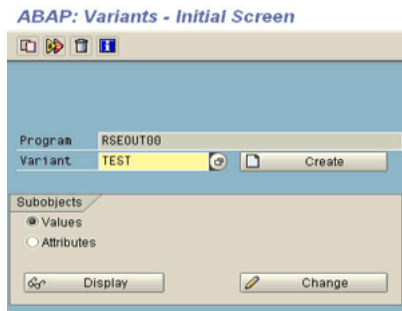 ABAP: Variants - Initial Screen
Program RSEOUT00
Variant TEST Create
Subobjects
Values
Attributes
Display Change